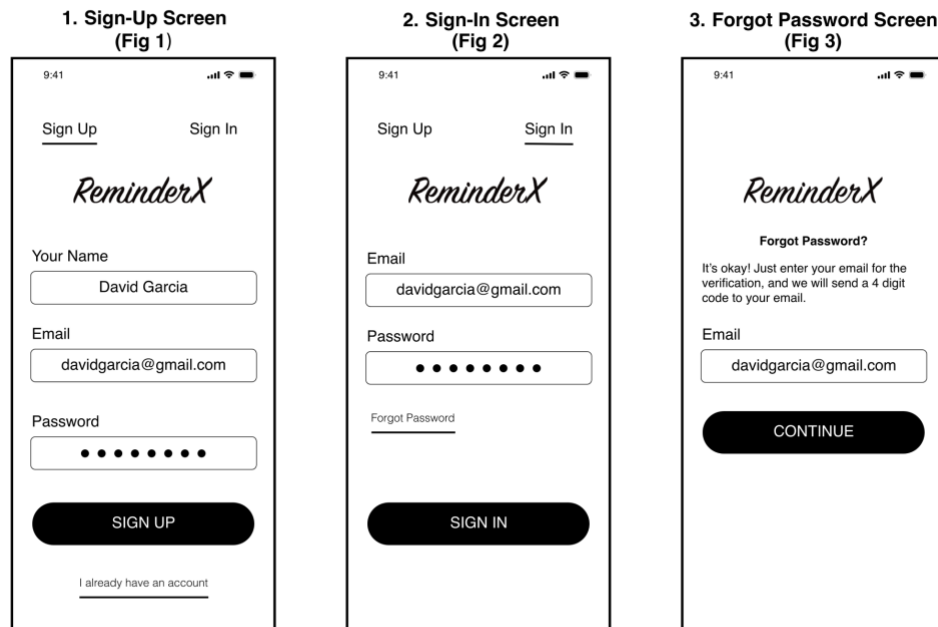 1. Sign-Up Screen
(Fig 1)
9:41
Sign Up
Sign In
ReminderX
Your Name
David Garcia
Email
davidgarcia@gmail.com
Password
SIGN UP
I already have an account
2. Sign-In Screen
(Fig 2)
9:41
Sign Up
Sign In
ReminderX
Email
davidgarcia@gmail.com
Password
Forgot Password
SIGN IN
3. Forgot Password Screen
(Fig 3)
9:41
ReminderX
Forgot Password?
It's okay! Just enter your email for the
verification, and we will send a 4 digit
code to your email.
Email
davidgarcia@gmail.com
CONTINUE